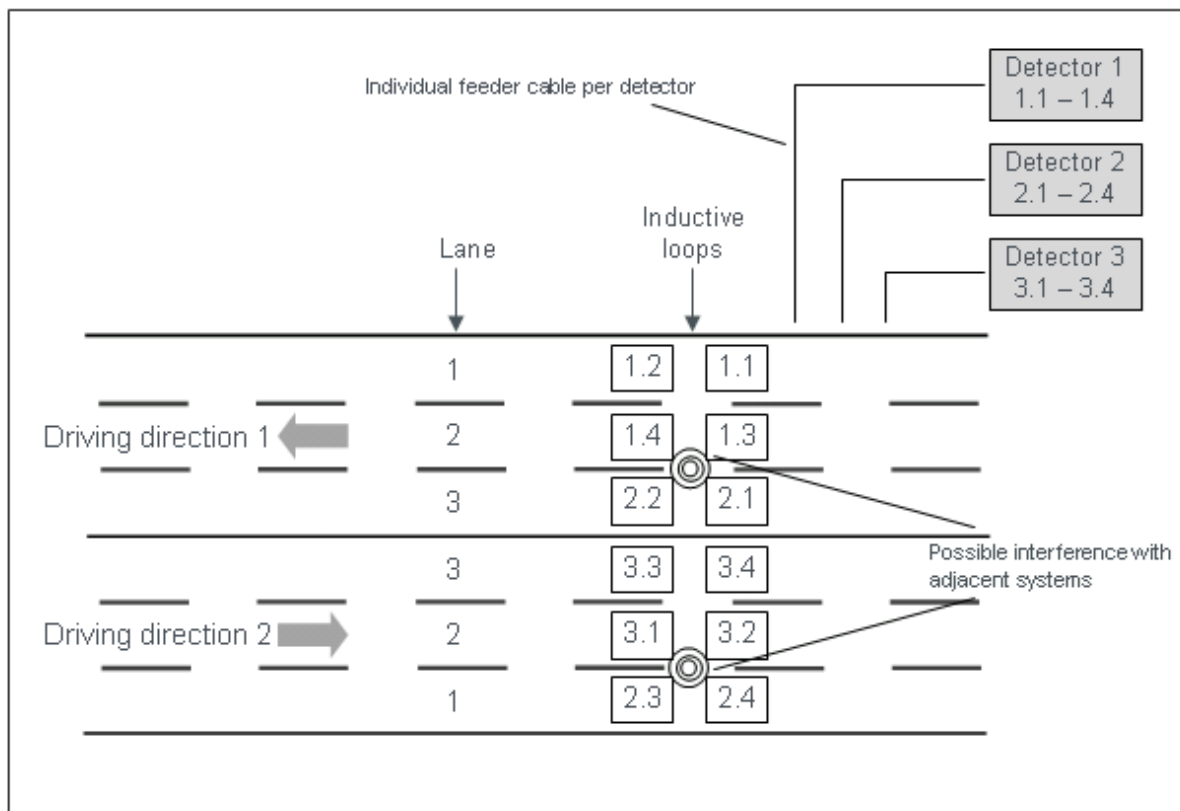 Individual feeder cable per detector
Detector 1
1.1 – 1.4
Detector 2
2.1 – 2.4
Detector 3
3.1 – 3.4
Lane
Inductive
loops
1
1.2
1.1
Driving direction 1
2
1.4
1.3
3
2.2
2.1
3
3.3
3.4
Possible interference with
adjacent systems
Driving direction 2
2
3.1
3.2
1
2.3
2.4